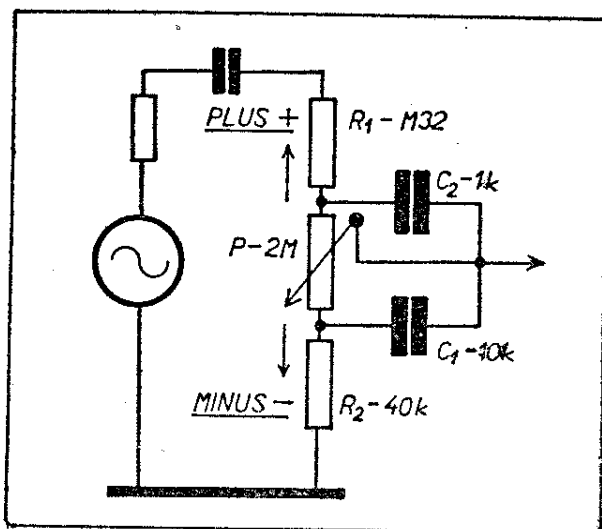 PLUS +
R1 - M32
C2 - 1k
P - 2M
C1 - 10k
MINUS -
R2 - 40k